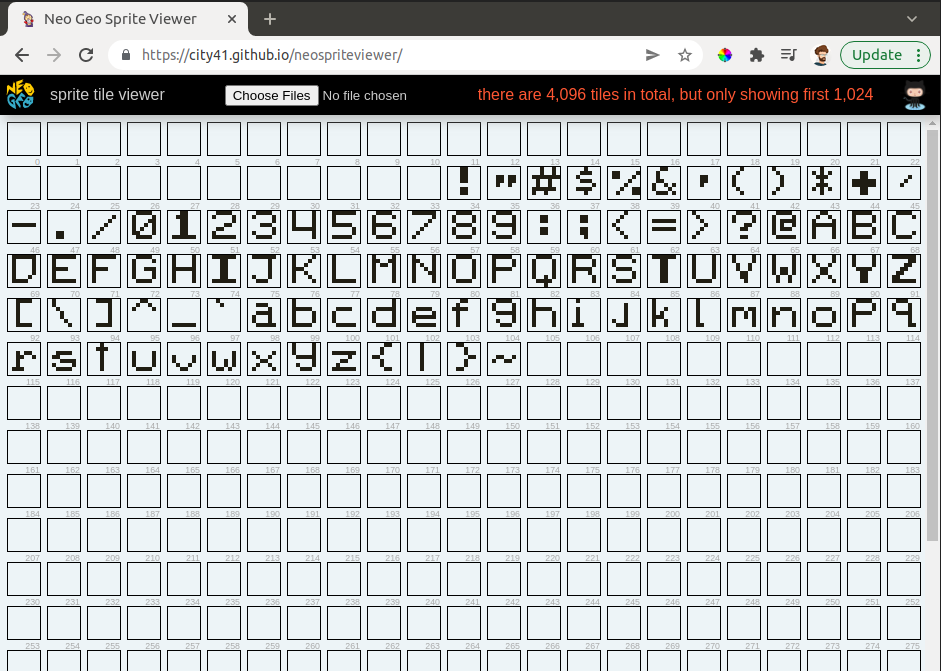 Neo Geo Sprite Viewer
https://city41.github.io/neospriteviewer/
Update
NEO GEO
sprite tile viewer
Choose Files No file chosen
there are 4,096 tiles in total, but only showing first 1,024
0 1 2 3 4 5 6 7 8 9 10 11 12 13 14 15 16 17 18 19 20 21 22
! " # $ % & ' ( ) * + ,
23 24 25 26 27 28 29 30 31 32 33 34 35 36 37 38 39 40 41 42 43 44 45
- . / 0 1 2 3 4 5 6 7 8 9 : ; < = > ? @ A B C
46 47 48 49 50 51 52 53 54 55 56 57 58 59 60 61 62 63 64 65 66 67 68
D E F G H I J K L M N O P Q R S T U V W X Y Z
69 70 71 72 73 74 75 76 77 78 79 80 81 82 83 84 85 86 87 88 89 90 91
[ \ ] ^ _ ` a b c d e f g h i j k l m n o p q
92 93 94 95 96 97 98 99 100 101 102 103 104 105 106 107 108 109 110 111 112 113 114
r s t u v w x y z { | } ~
115 116 117 118 119 120 121 122 123 124 125 126 127 128 129 130 131 132 133 134 135 136 137
138 139 140 141 142 143 144 145 146 147 148 149 150 151 152 153 154 155 156 157 158 159 160
161 162 163 164 165 166 167 168 169 170 171 172 173 174 175 176 177 178 179 180 181 182 183
184 185 186 187 188 189 190 191 192 193 194 195 196 197 198 199 200 201 202 203 204 205 206
207 208 209 210 211 212 213 214 215 216 217 218 219 220 221 222 223 224 225 226 227 228 229
230 231 232 233 234 235 236 237 238 239 240 241 242 243 244 245 246 247 248 249 250 251 252
253 254 255 256 257 258 259 260 261 262 263 264 265 266 267 268 269 270 271 272 273 274 275